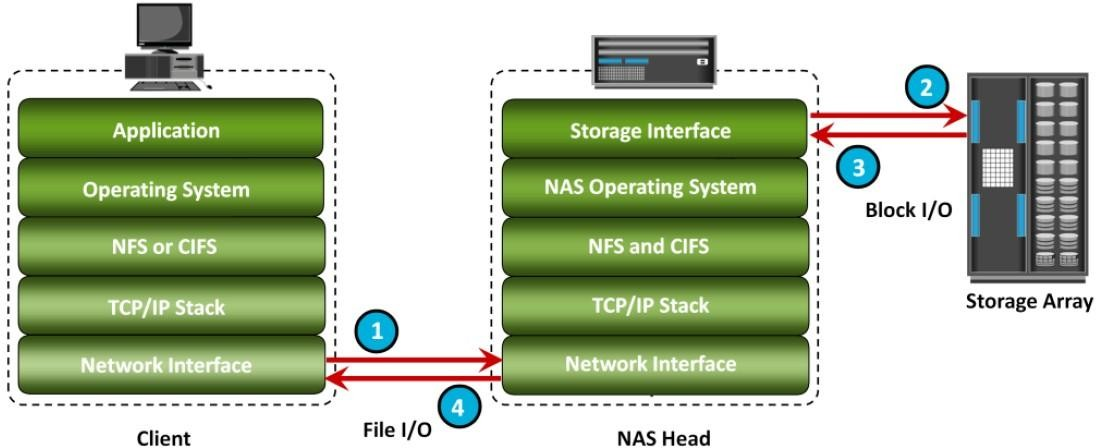 Application
Operating System
NFS or CIFS
TCP/IP Stack
Network Interface
Client
1
4
File I/O
Storage Interface
NAS Operating System
NFS and CIFS
TCP/IP Stack
Network Interface
NAS Head
2
3
Block I/O
Storage Array